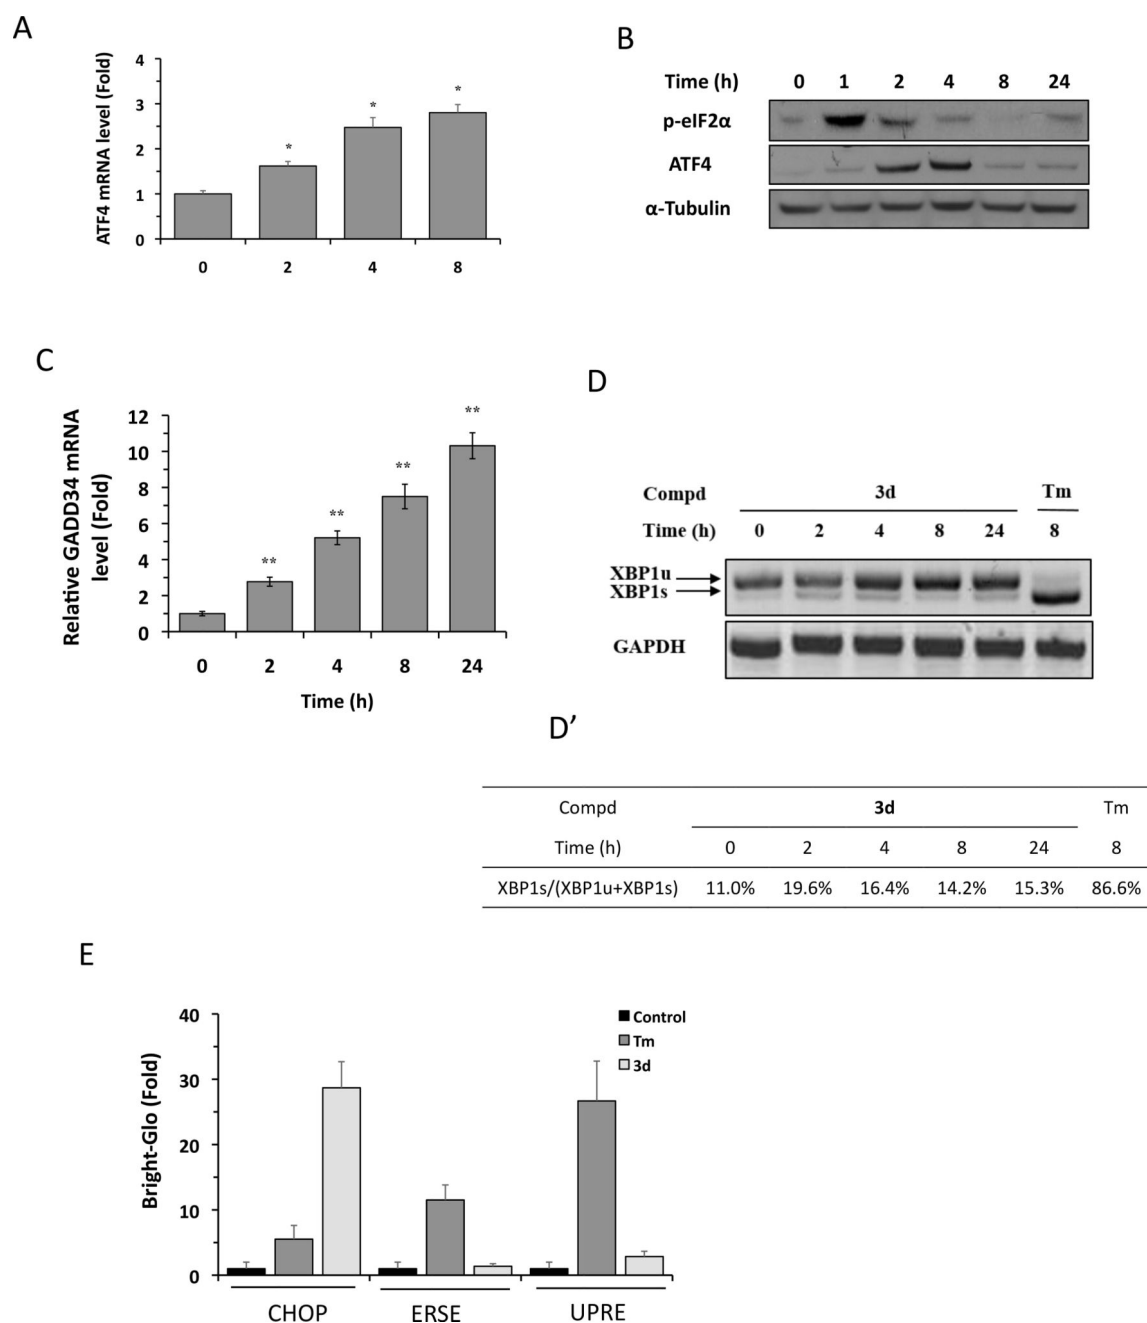 A
ATF4 mRNA level (Fold)
4
3
2
1
0
0 2 4 8
* * *
B
Time (h) 0 1 2 4 8 24
p-eIF2α
ATF4
α-Tubulin
C
Relative GADD34 mRNA
level (Fold)
12
10
8
6
4
2
0
** ** ** **
0 2 4 8 24
Time (h)
D
Compd 3d Tm
Time (h) 0 2 4 8 24 8
XBP1u
XBP1s
GAPDH
D’
Compd 3d Tm
Time (h) 0 2 4 8 24 8
XBP1s/(XBP1u+XBP1s) 11.0% 19.6% 16.4% 14.2% 15.3% 86.6%
E
Bright-Glo (Fold)
40
30
20
10
0
Control
Tm
3d
CHOP ERSE UPRE